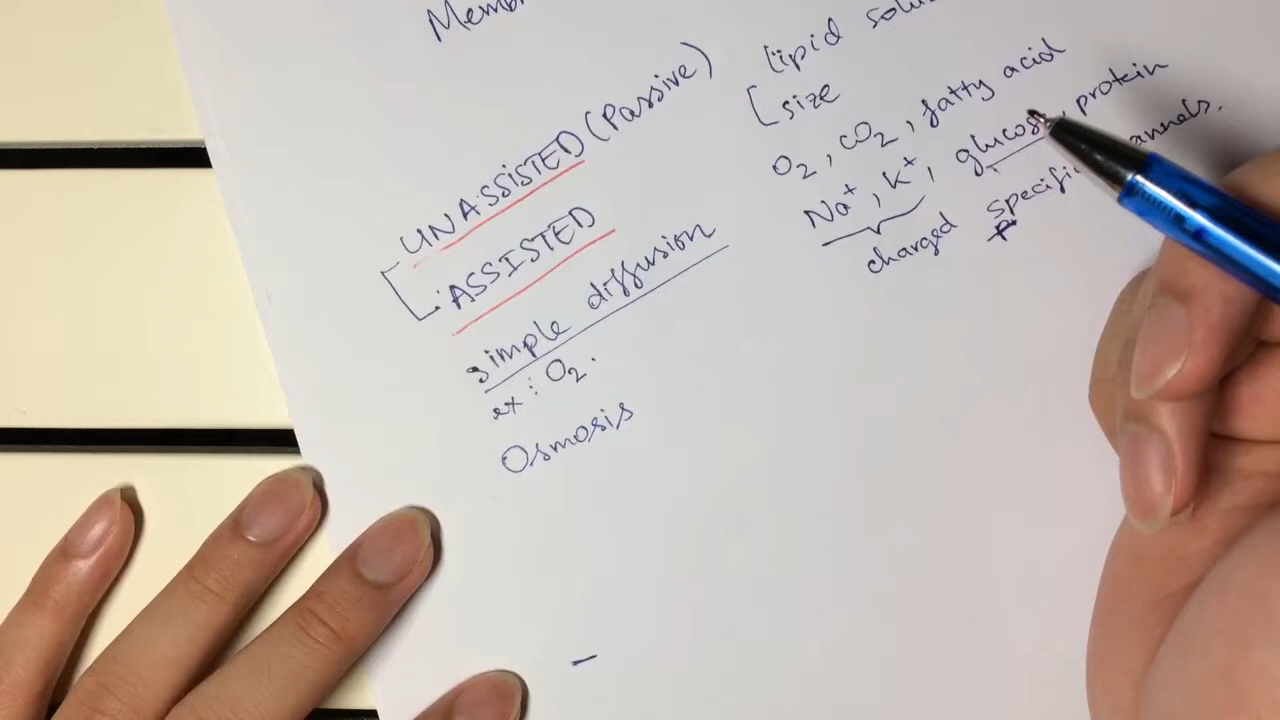 UNASSISTED (Passive)
ASSISTED
simple diffusion
ex: O2.
Osmosis
lipid
size
O2, CO2, fatty acid
Na+, K+, glucose, protein
charged specific